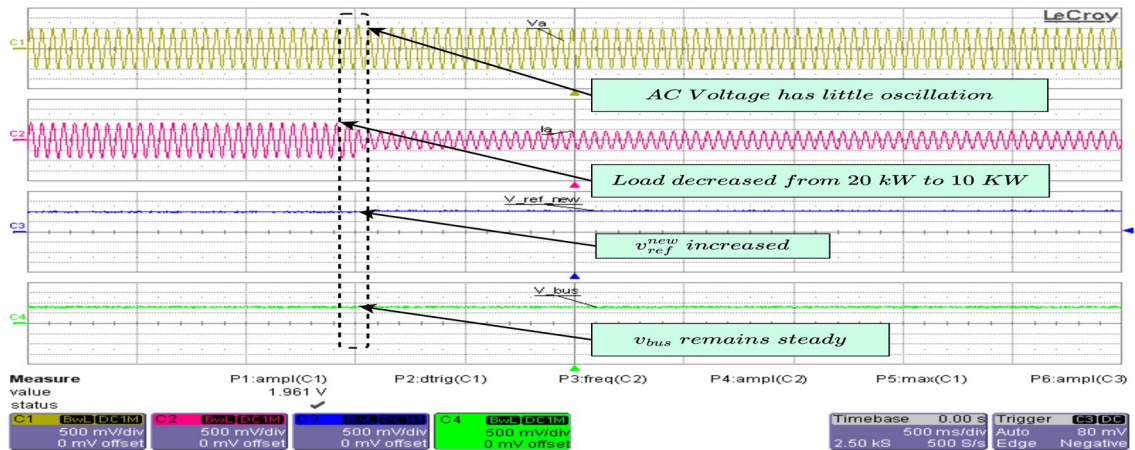 LeCroy
C1
Va
AC Voltage has little oscillation
C2
Ia
Load decreased from 20 kW to 10 KW
V_ref_new
C3
v_ref^new increased
V_bus
C4
v_bus remains steady
Measure P1:ampl(C1) P2:dtrig(C1) P3:freq(C2) P4:ampl(C2) P5:max(C1) P6:ampl(C3)
value 1.961 V
status ✓
C1 BwL DC1M C2 BwL DC1M BwL DC1M C4 BwL DC1M Timebase 0.00 s Trigger C3 DC
500 mV/div 500 mV/div 500 mV/div 500 mV/div 500 ms/div Auto 80 mV
0 mV offset 0 mV offset 0 mV offset 0 mV offset 2.50 kS 500 S/s Edge Negative